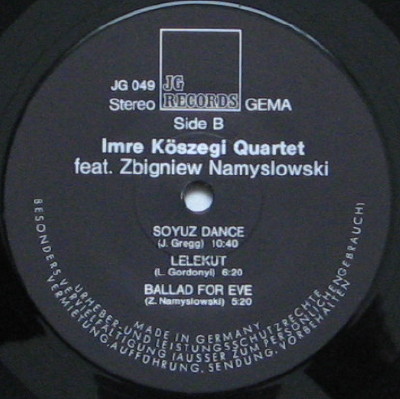 JG 049
JG
RECORDS
Stereo
GEMA
Side B
Imre Köszegi Quartet
feat. Zbigniew Namyslowski
SOYUZ DANCE
(J. Gregg) 10:40
LELEKUT
(L. Gordonyi) 6:20
BALLAD FOR EVE
(Z. Namyslowski) 5:20
MADE IN GERMANY
URHEBER-UND LEISTUNGSSCHUTZRECHTE
BESONDERS VERVIELFÄLTIGUNG (AUSSER ZUM PERSÖNLICHENGEBRAUCH)
VERMIETUNG, AUFFÜHRUNG, SENDUNG, VORBEHALTEN